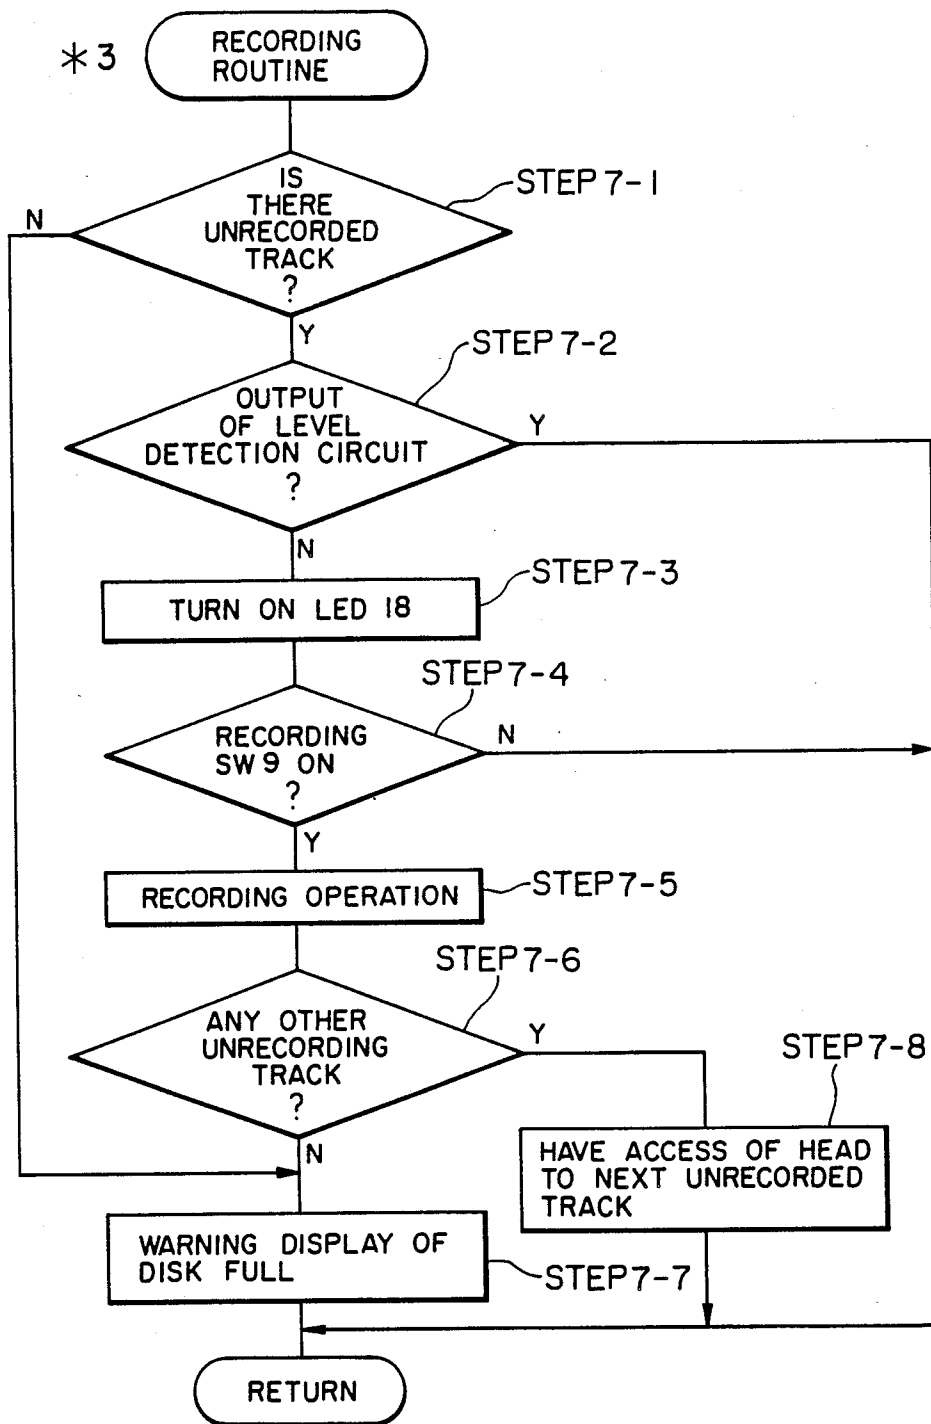 *3
RECORDING
ROUTINE
IS
THERE
UNRECORDED
TRACK
?
STEP 7-1
N
Y
STEP 7-2
OUTPUT
OF LEVEL
DETECTION CIRCUIT
?
Y
N
STEP 7-3
TURN ON LED 18
STEP 7-4
RECORDING
SW 9 ON
?
N
Y
RECORDING OPERATION
STEP 7-5
STEP 7-6
ANY OTHER
UNRECORDING
TRACK
?
Y
N
STEP 7-8
HAVE ACCESS OF HEAD
TO NEXT UNRECORDED
TRACK
WARNING DISPLAY OF
DISK FULL
STEP 7-7
RETURN